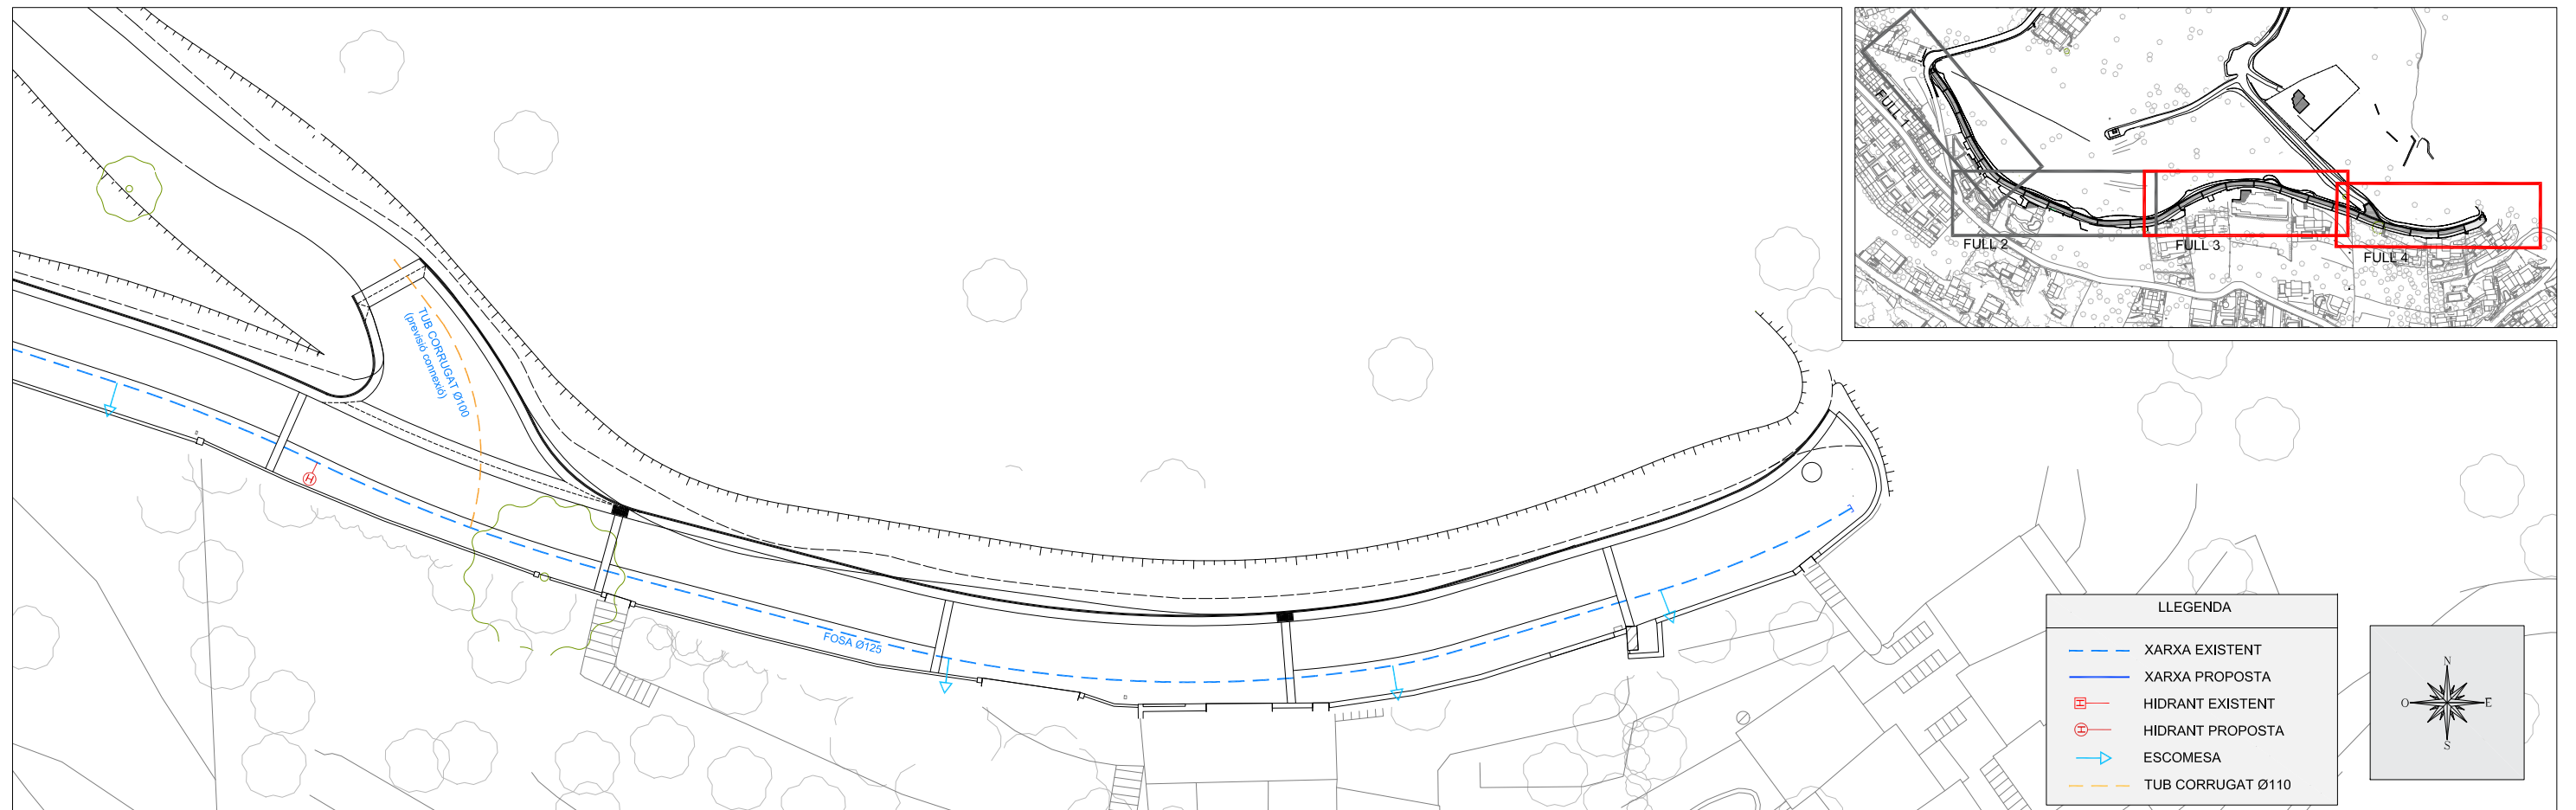 TUB CORRUGAT Ø100
(previsió connexió)
H
FOSA Ø125
FULL 1
FULL 2
FULL 3
FULL 4
LLEGENDA
XARXA EXISTENT
XARXA PROPOSTA
H HIDRANT EXISTENT
H HIDRANT PROPOSTA
ESCOMESA
TUB CORRUGAT Ø110
N
O E
S